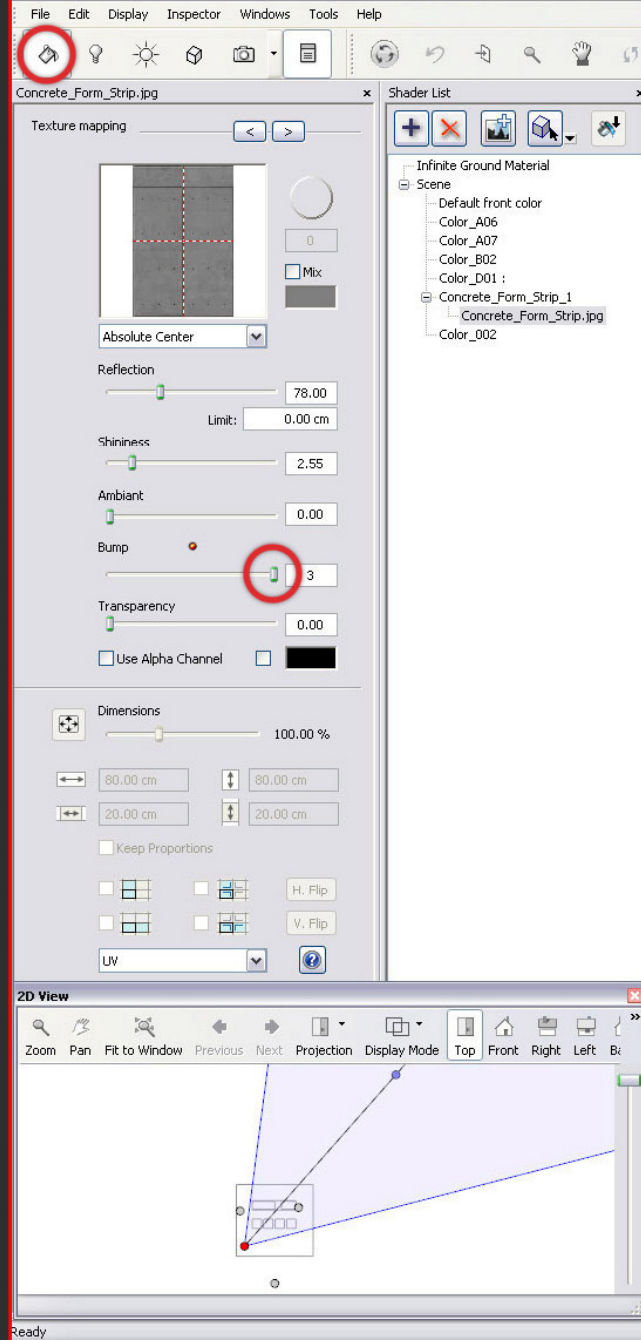 File Edit Display Inspector Windows Tools Help
Concrete_Form_Strip.jpg
Texture mapping
< >
0
Mix
Absolute Center
Reflection
78.00
Limit: 0.00 cm
Shininess
2.55
Ambiant
0.00
Bump
3
Transparency
0.00
Use Alpha Channel
Dimensions
100.00 %
80.00 cm 80.00 cm
20.00 cm 20.00 cm
Keep Proportions
H. Flip
V. Flip
UV
Shader List
Infinite Ground Material
Scene
Default front color
Color_A06
Color_A07
Color_B02
Color_D01 :
Concrete_Form_Strip_1
Concrete_Form_Strip.jpg
Color_002
2D View
Zoom Pan Fit to Window Previous Next Projection Display Mode Top Front Right Left
Ready